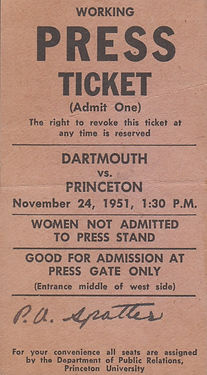 WORKING
PRESS
TICKET
(Admit One)
The right to revoke this ticket at
any time is reserved
DARTMOUTH
vs.
PRINCETON
November 24, 1951, 1:30 P.M.
WOMEN NOT ADMITTED
TO PRESS STAND
GOOD FOR ADMISSION AT
PRESS GATE ONLY
(Entrance middle of west side)
P.A. Spatter
For your convenience all seats are assigned
by the Department of Public Relations,
Princeton University